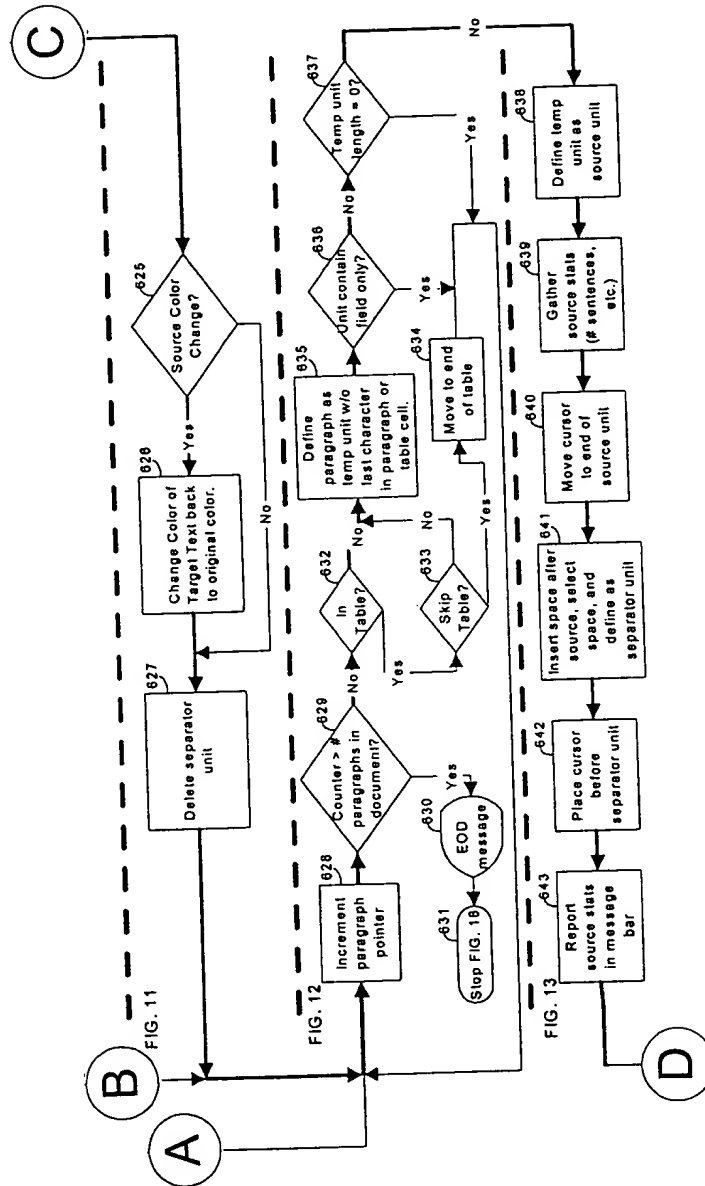 C
625
Source Color
Change?
Yes
No
626
Change Color of
Target Text back
to original color.
627
Delete separator
unit
B
FIG. 11
A
FIG. 12
628
Increment
paragraph
pointer
629
Counter > #
paragraphs in
document?
No
Yes
630
EOD
message
631
Stop FIG. 18
632
In
Table?
No
Yes
633
Skip
Table?
No
Yes
634
Move to end
of table
635
Define
paragraph as
temp unit w/o
last character
in paragraph or
table cell.
636
Unit contain
field only?
No
Yes
637
Temp unit
length = 0?
Yes
No
FIG. 13
638
Define temp
unit as
source unit
639
Gather
source stats
(# sentences,
etc.)
640
Move cursor
to end of
source unit
641
Insert space after
source, select
space, and
define as
separator unit
642
Place cursor
before
separator unit
643
Report
source stats
in message
bar
D